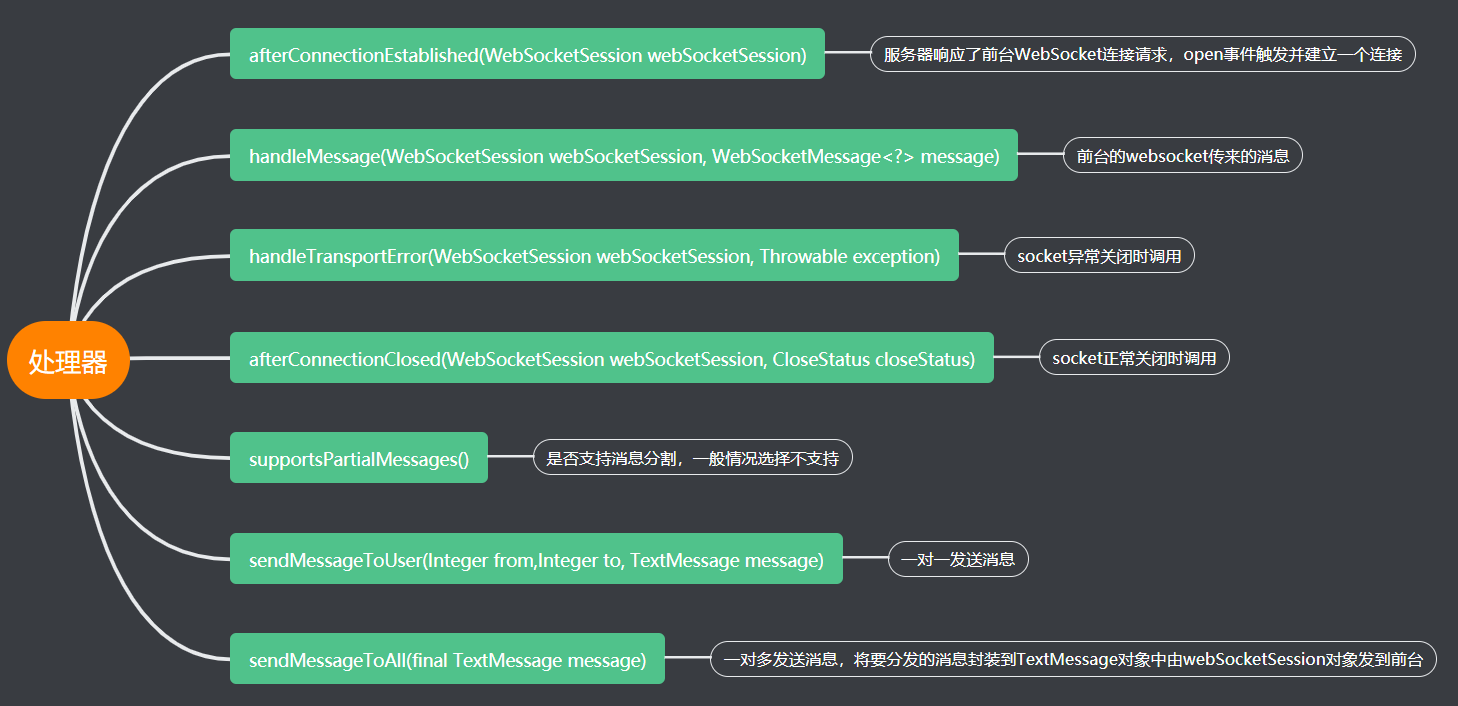 afterConnectionEstablished(WebSocketSession webSocketSession)
服务器响应了前台WebSocket连接请求，open事件触发并建立一个连接
handleMessage(WebSocketSession webSocketSession, WebSocketMessage<?> message)
前台的websocket传来的消息
handleTransportError(WebSocketSession webSocketSession, Throwable exception)
socket异常关闭时调用
处理器
afterConnectionClosed(WebSocketSession webSocketSession, CloseStatus closeStatus)
socket正常关闭时调用
supportsPartialMessages()
是否支持消息分割，一般情况选择不支持
sendMessageToUser(Integer from,Integer to, TextMessage message)
一对一发送消息
sendMessageToAll(final TextMessage message)
一对多发送消息，将要分发的消息封装到TextMessage对象中由webSocketSession对象发到前台